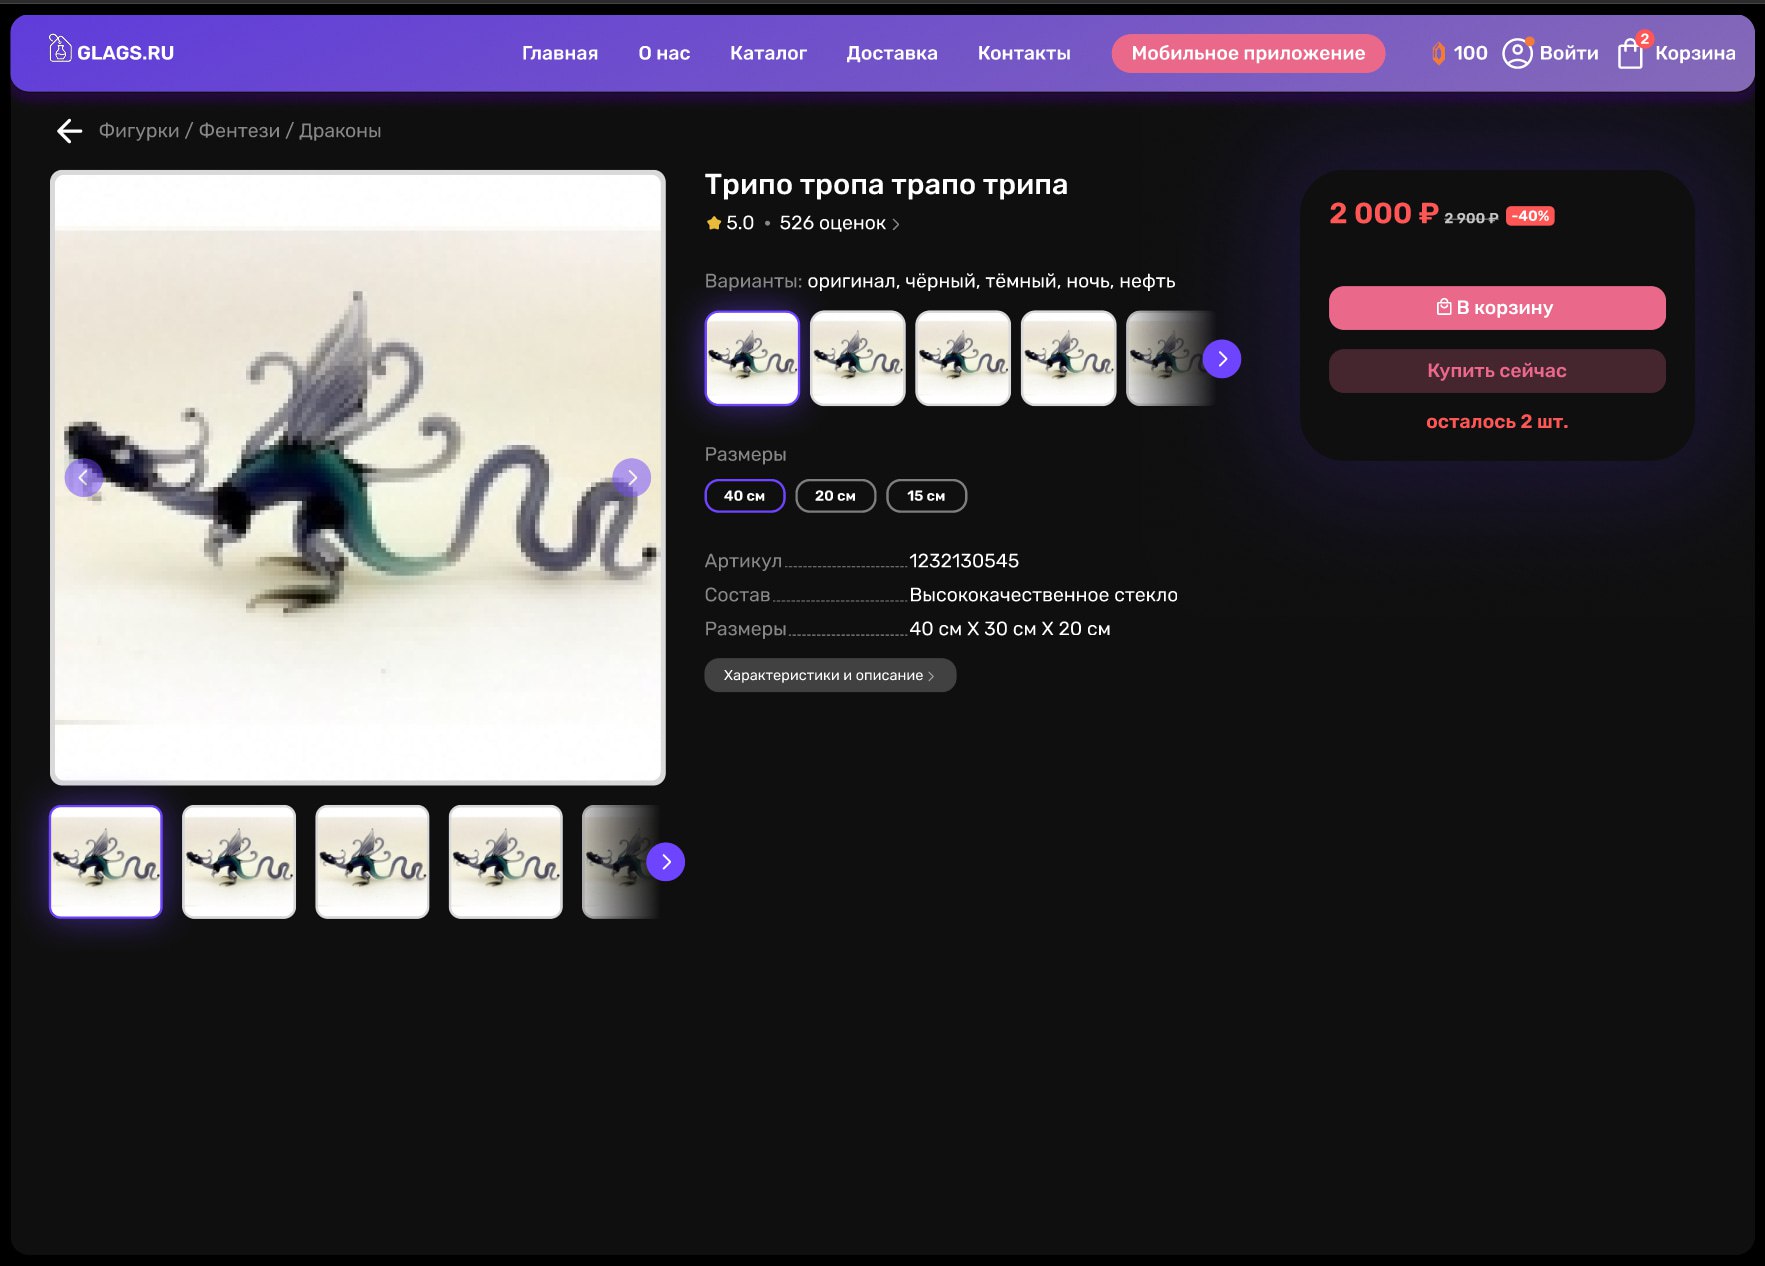 GLAGS.RU
Главная
О нас
Каталог
Доставка
Контакты
Мобильное приложение
100
Войти
2
Корзина
Фигурки / Фентези / Драконы
Трипо тропа трапо трипа
5.0 • 526 оценок
Варианты: оригинал, чёрный, тёмный, ночь, нефть
Размеры
40 см
20 см
15 см
Артикул 1232130545
Состав Высококачественное стекло
Размеры 40 см X 30 см X 20 см
Характеристики и описание
2 000 ₽ 2 900 ₽ -40%
В корзину
Купить сейчас
осталось 2 шт.